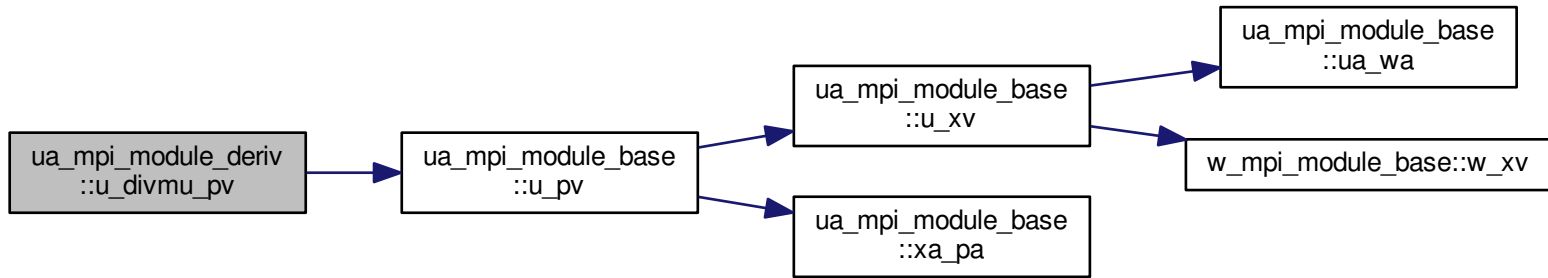 ua_mpi_module_deriv
::u_divmu_pv
ua_mpi_module_base
::u_pv
ua_mpi_module_base
::u_xv
ua_mpi_module_base
::ua_wa
w_mpi_module_base::w_xv
ua_mpi_module_base
::xa_pa